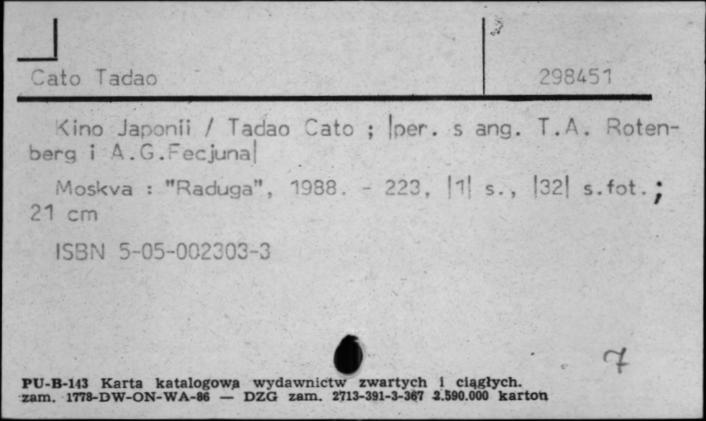 Cato Tadao 298451
Kino Japonii / Tadao Cato ; |per. s ang. T.A. Roten-
berg i A.G.Fecjuna|
Moskva : "Raduga", 1988. - 223, |1| s., |32| s.fot.;
21 cm
ISBN 5-05-002303-3
7
PU-B-143 Karta katalogowa wydawnictw zwartych i ciągłych.
zam. 1778-DW-ON-WA-86 — DZG zam. 2713-391-3-367 2.590.000 karton